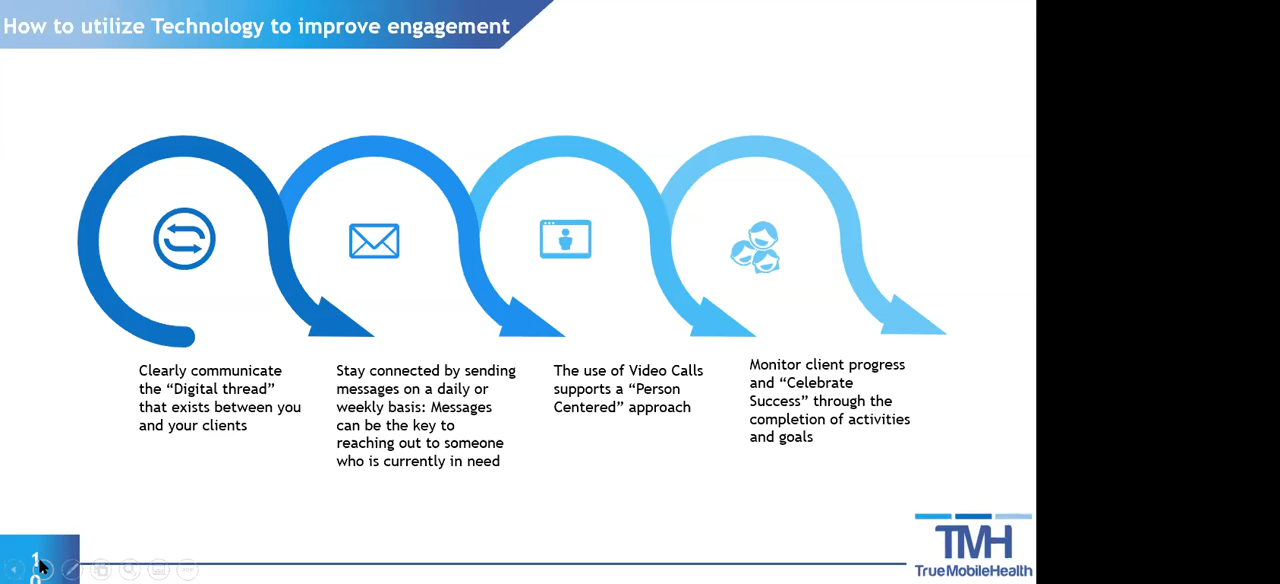 How to utilize Technology to improve engagement
Clearly communicate
the “Digital thread”
that exists between you
and your clients
Stay connected by sending
messages on a daily or
weekly basis: Messages
can be the key to
reaching out to someone
who is currently in need
The use of Video Calls
supports a “Person
Centered” approach
Monitor client progress
and “Celebrate
Success” through the
completion of activities
and goals
1
0
TMH
TrueMobileHealth